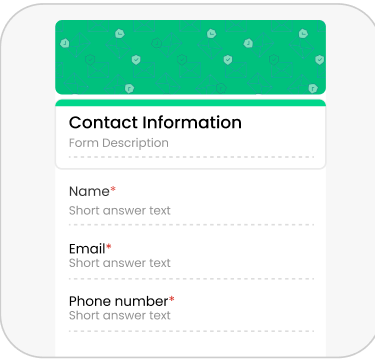 Contact Information
Form Description
Name*
Short answer text
Email*
Short answer text
Phone number*
Short answer text